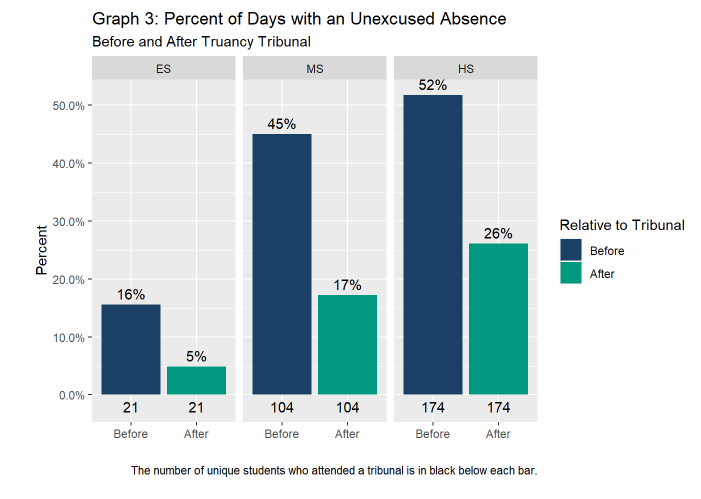 Graph 3: Percent of Days with an Unexcused Absence
Before and After Truancy Tribunal
ES MS HS
50.0%
40.0%
30.0%
20.0%
10.0%
0.0%
Percent
16% 5% 45% 17% 52% 26%
21 21 104 104 174 174
Before After Before After Before After
Relative to Tribunal
Before
After
The number of unique students who attended a tribunal is in black below each bar.